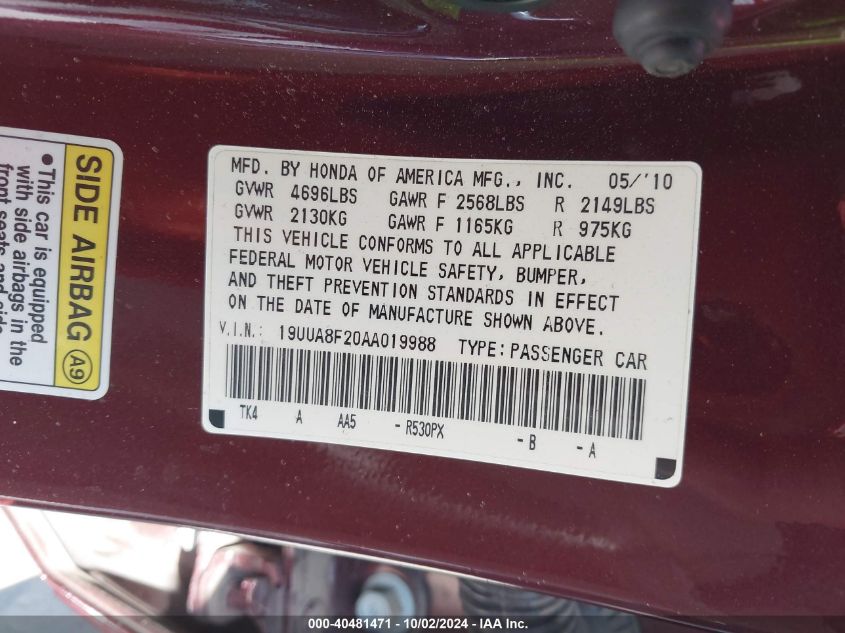 SIDE AIRBAG A9
•This car is equipped
with side airbags in the
front seats and side
MFD. BY HONDA OF AMERICA MFG., INC. 05/'10
GVWR 4696LBS GAWR F 2568LBS R 2149LBS
GVWR 2130KG GAWR F 1165KG R 975KG
THIS VEHICLE CONFORMS TO ALL APPLICABLE
FEDERAL MOTOR VEHICLE SAFETY, BUMPER,
AND THEFT PREVENTION STANDARDS IN EFFECT
ON THE DATE OF MANUFACTURE SHOWN ABOVE.
V.I.N.: 19UUA8F20AA019988 TYPE:PASSENGER CAR
TK4 A AA5 -R530PX -B -A
000-40481471 - 10/02/2024 - IAA Inc.